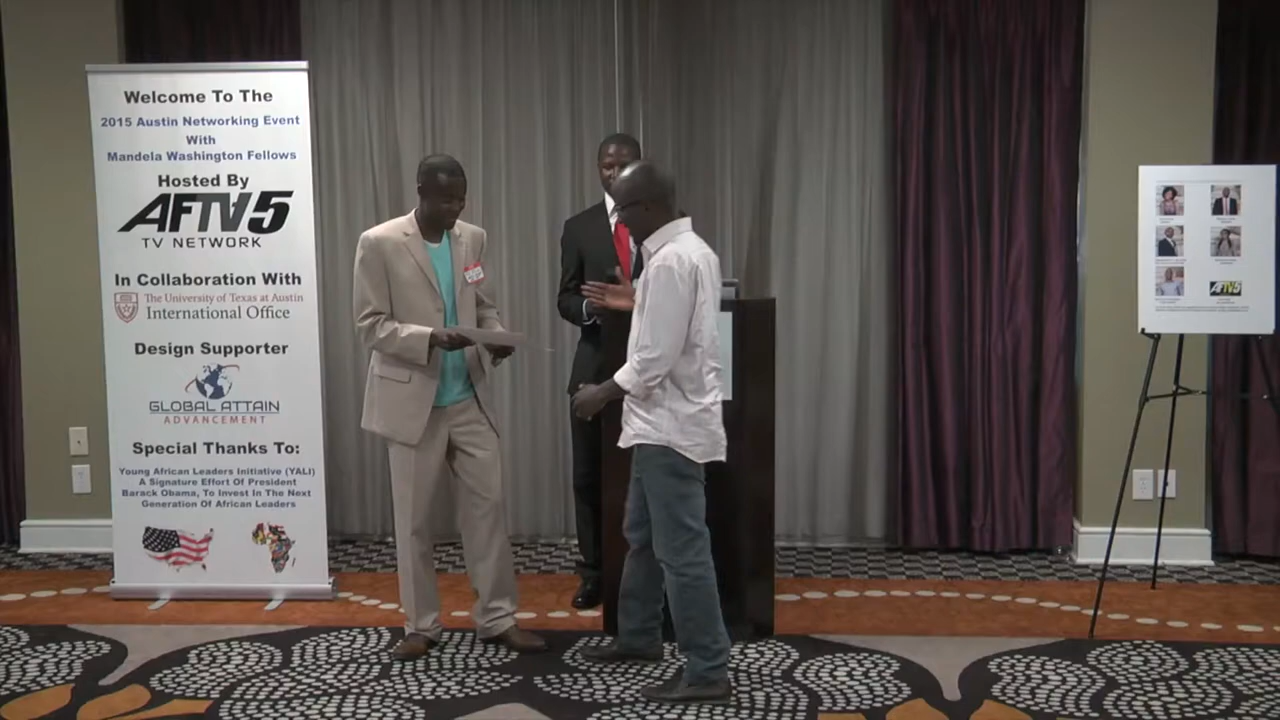 Welcome To The
2015 Austin Networking Event
With
Mandela Washington Fellows
Hosted By
AFTV5
TV NETWORK
In Collaboration With
The University of Texas at Austin
International Office
Design Supporter
GLOBAL ATTAIN
ADVANCEMENT
Special Thanks To:
Young African Leaders Initiative (YALI)
A Signature Effort Of President
Barack Obama, To Invest In The Next
Generation Of African Leaders
AFTV5